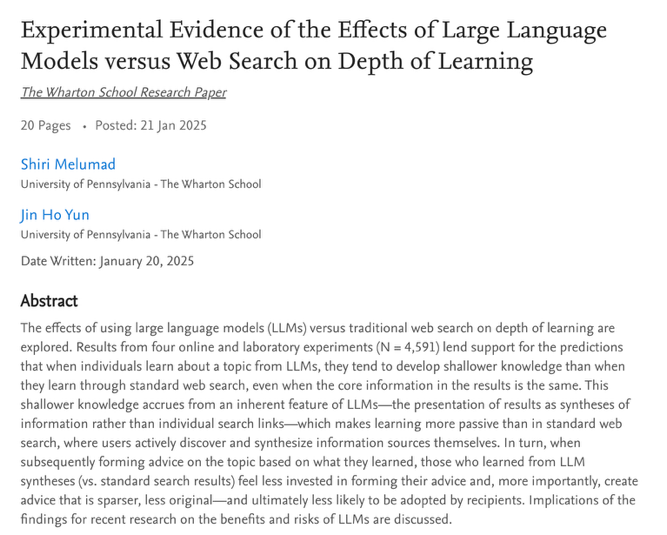 Experimental Evidence of the Effects of Large Language
Models versus Web Search on Depth of Learning
The Wharton School Research Paper
20 Pages • Posted: 21 Jan 2025
Shiri Melumad
University of Pennsylvania - The Wharton School
Jin Ho Yun
University of Pennsylvania - The Wharton School
Date Written: January 20, 2025
Abstract
The effects of using large language models (LLMs) versus traditional web search on depth of learning are
explored. Results from four online and laboratory experiments (N = 4,591) lend support for the predictions
that when individuals learn about a topic from LLMs, they tend to develop shallower knowledge than when
they learn through standard web search, even when the core information in the results is the same. This
shallower knowledge accrues from an inherent feature of LLMs—the presentation of results as syntheses of
information rather than individual search links—which makes learning more passive than in standard web
search, where users actively discover and synthesize information sources themselves. In turn, when
subsequently forming advice on the topic based on what they learned, those who learned from LLM
syntheses (vs. standard search results) feel less invested in forming their advice and, more importantly, create
advice that is sparser, less original—and ultimately less likely to be adopted by recipients. Implications of the
findings for recent research on the benefits and risks of LLMs are discussed.